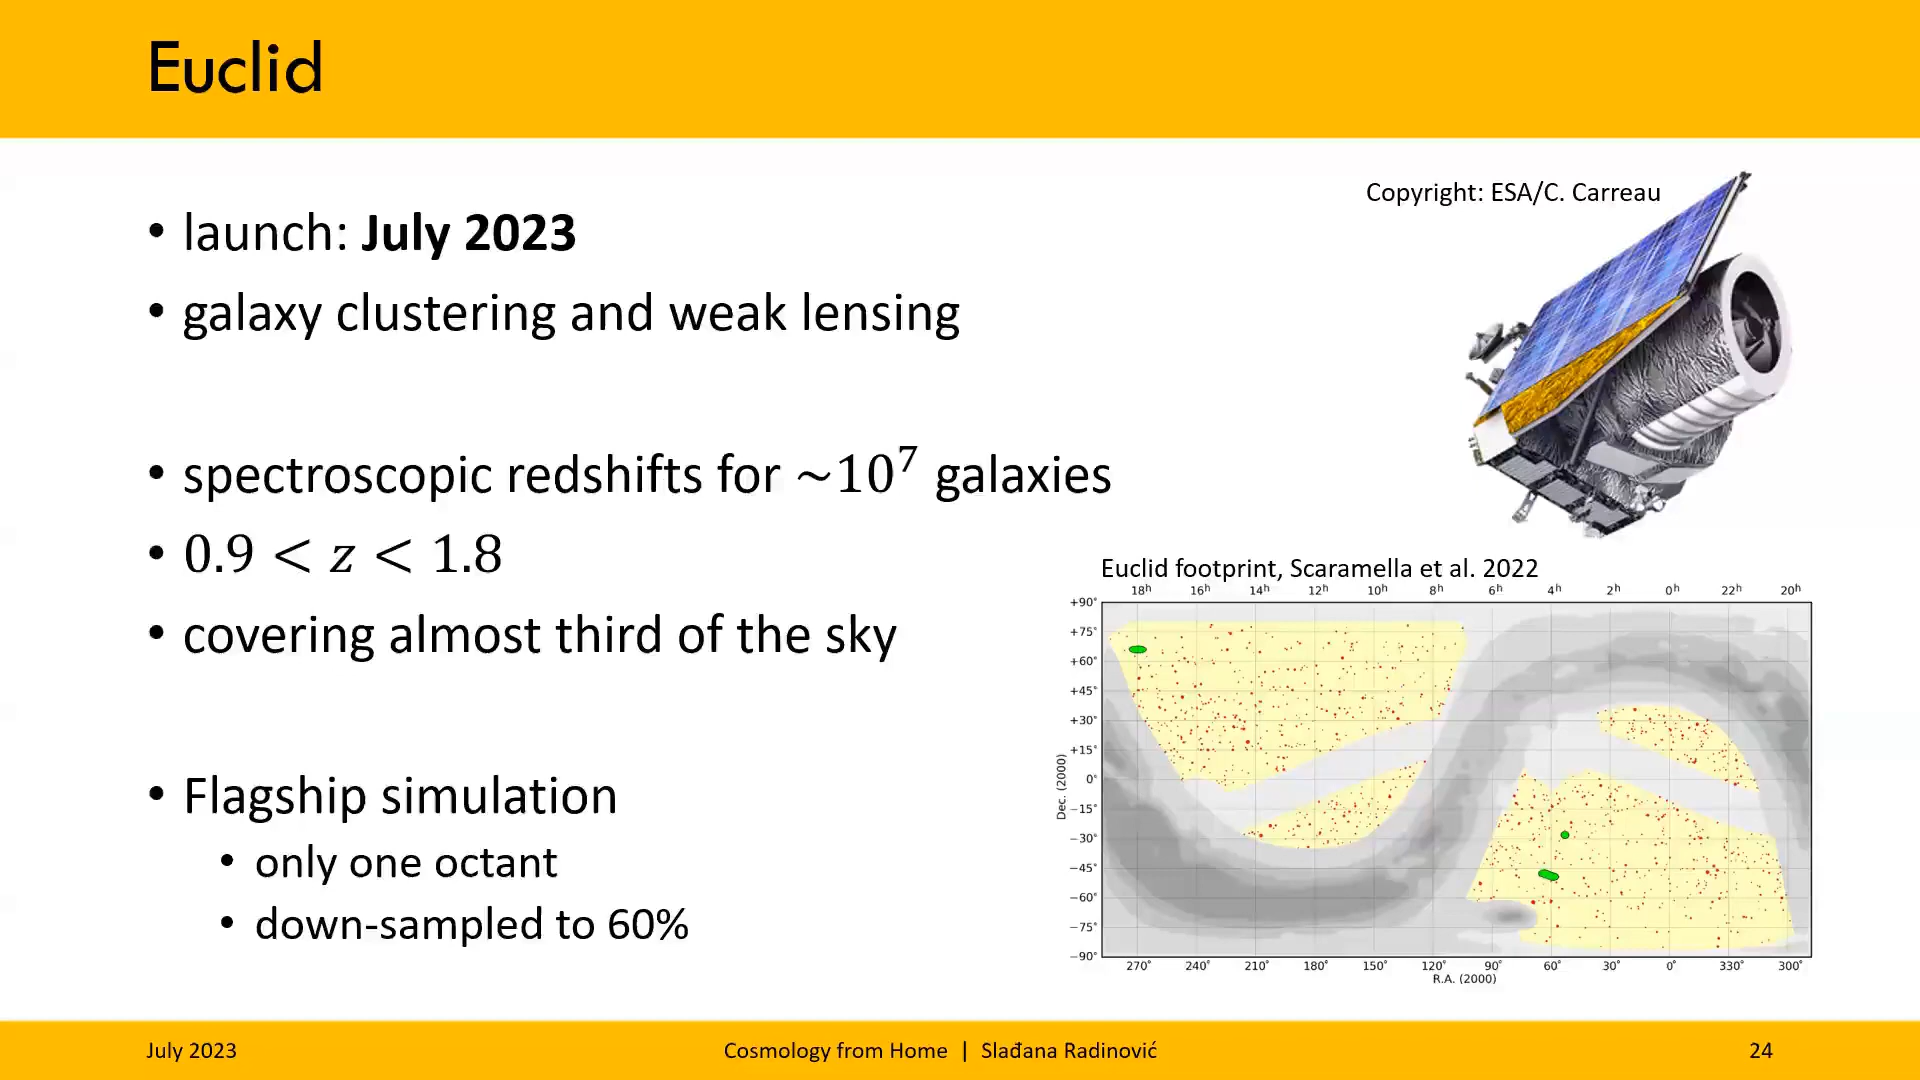 Euclid
• launch: July 2023
• galaxy clustering and weak lensing
• spectroscopic redshifts for ~10⁷ galaxies
• 0.9 < z < 1.8
• covering almost third of the sky
• Flagship simulation
• only one octant
• down-sampled to 60%
Copyright: ESA/C. Carreau
Euclid footprint, Scaramella et al. 2022
18ʰ 16ʰ 14ʰ 12ʰ 10ʰ 8ʰ 6ʰ 4ʰ 2ʰ 0ʰ 22ʰ 20ʰ
+90°
+75°
+60°
+45°
+30°
+15°
0°
−15°
−30°
−45°
−60°
−75°
−90°
Dec. (2000)
270° 240° 210° 180° 150° 120° 90° 60° 30° 0° 330° 300°
R.A. (2000)
July 2023
Cosmology from Home | Slađana Radinović
24